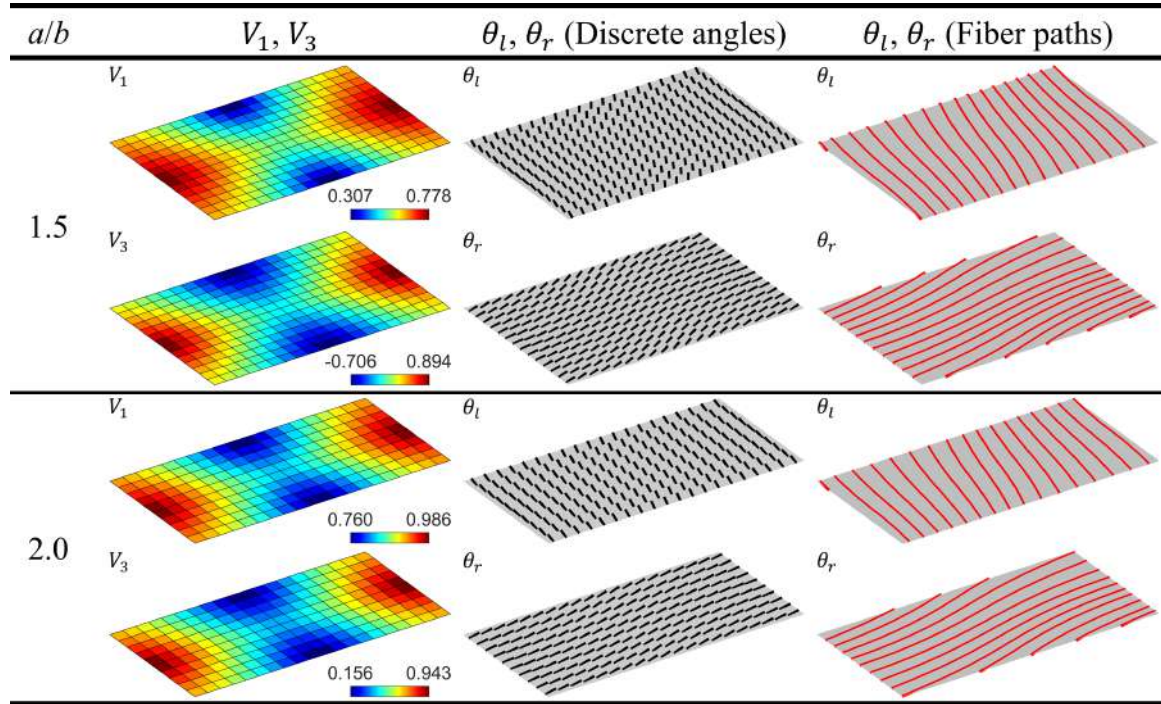 a/b V₁, V₃ θₗ, θᵣ (Discrete angles) θₗ, θᵣ (Fiber paths)
V₁ θₗ θₗ
0.307 0.778
1.5
V₃ θᵣ θᵣ
-0.706 0.894
V₁ θₗ θₗ
0.760 0.986
2.0
V₃ θᵣ θᵣ
0.156 0.943